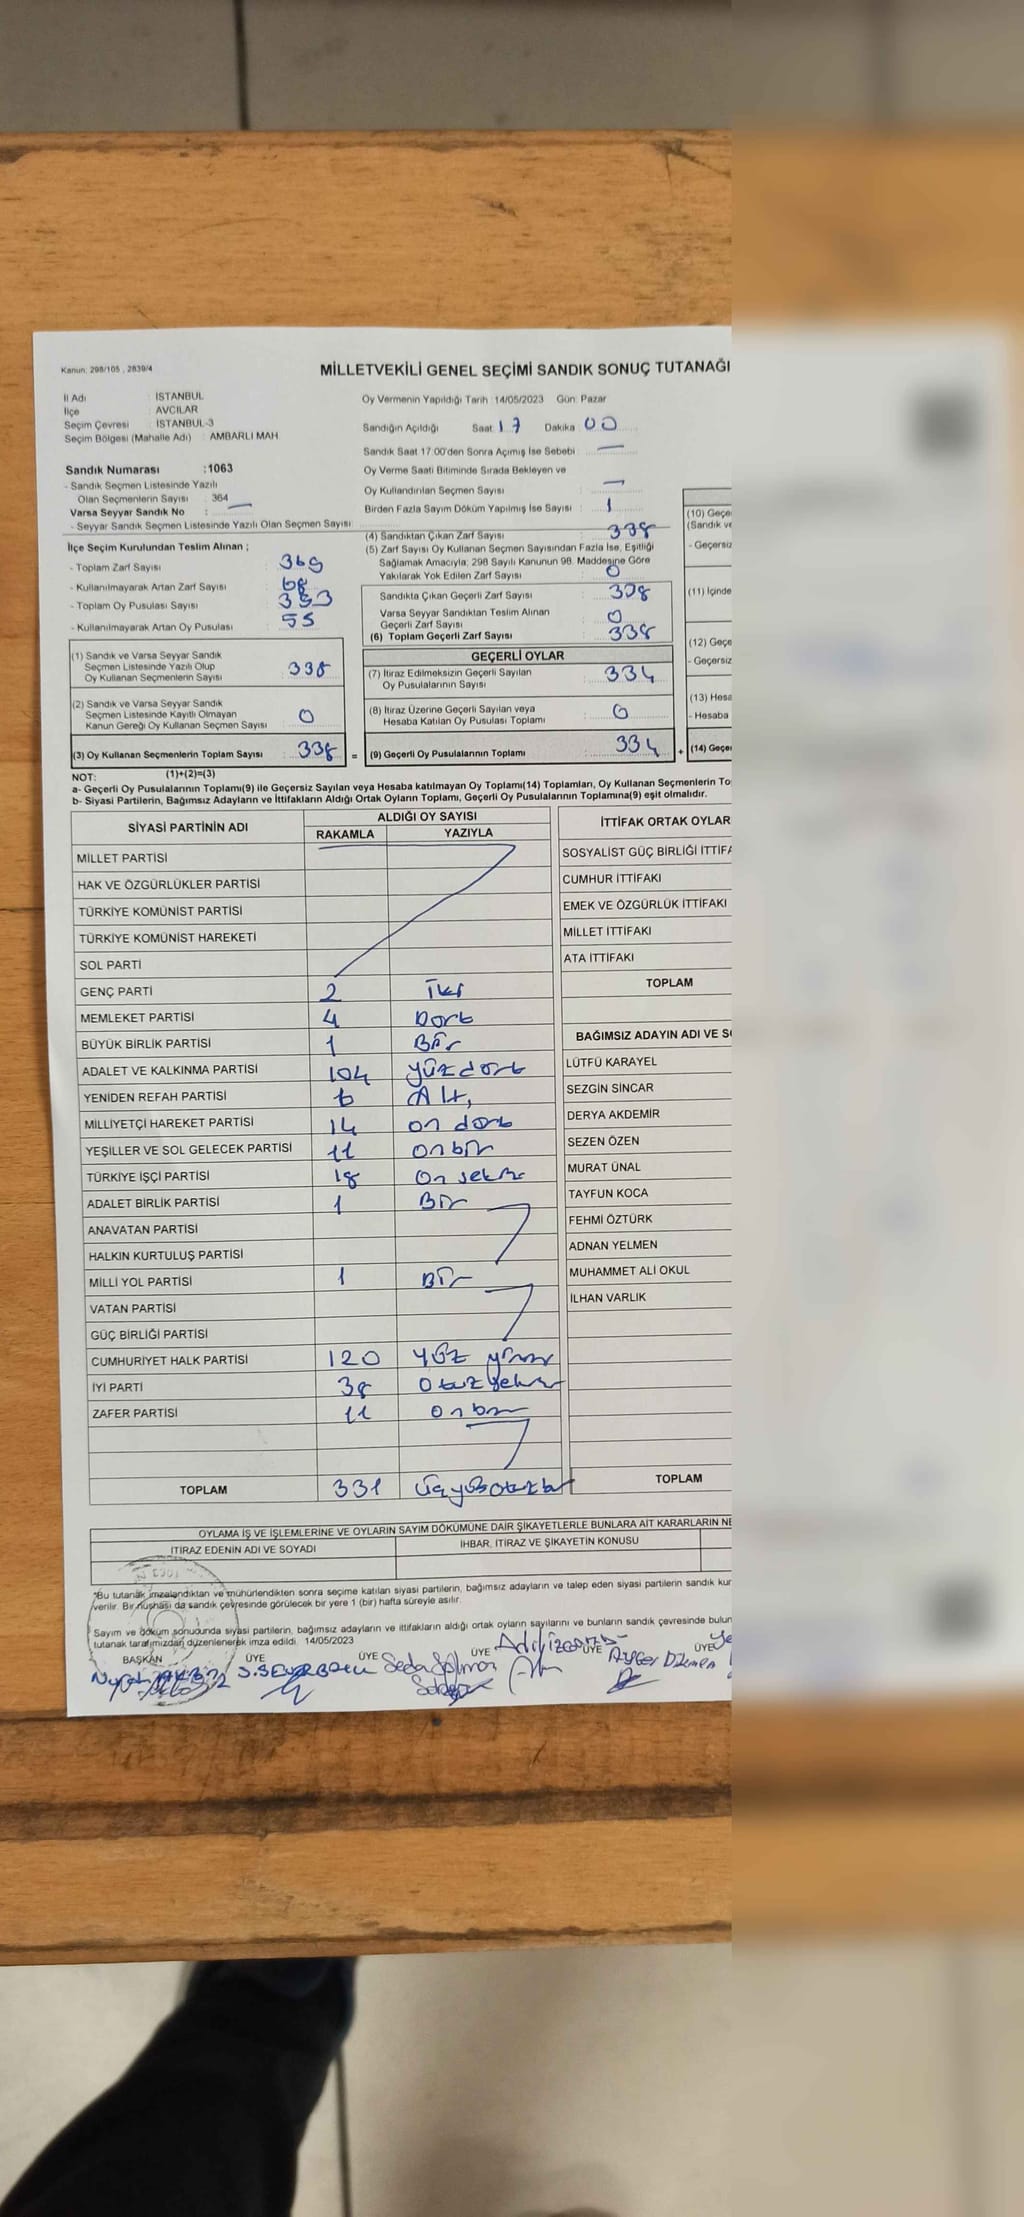 Kanun: 298/105 , 2839/4
MİLLETVEKİLİ GENEL SEÇİMİ SANDIK SONUÇ TUTANAĞI
İl Adı : İSTANBUL
İlçe : AVCILAR
Seçim Çevresi : İSTANBUL-3
Seçim Bölgesi (Mahalle Adı) : AMBARLI MAH
Oy Vermenin Yapıldığı Tarih :14/05/2023 Gün: Pazar
Sandığın Açıldığı Saat 17 Dakika 00
Sandık Saat 17.00'den Sonra Açımış İse Sebebi :
Oy Verme Saati Bitiminde Sırada Bekleyen ve
Oy Kullandırılan Seçmen Sayısı :
Birden Fazla Sayım Döküm Yapılmış İse Sayısı : 1
Sandık Numarası :1063
- Sandık Seçmen Listesinde Yazılı
Olan Seçmenlerin Sayısı : 364
Varsa Seyyar Sandık No :
- Seyyar Sandık Seçmen Listesinde Yazılı Olan Seçmen Sayısı:
İlçe Seçim Kurulundan Teslim Alınan ;
- Toplam Zarf Sayısı :
- Kullanılmayarak Artan Zarf Sayısı : 68
- Toplam Oy Pusulası Sayısı : 393
- Kullanılmayarak Artan Oy Pusulası : 55
(4) Sandıktan Çıkan Zarf Sayısı : 338
(5) Zarf Sayısı Oy Kullanan Seçmen Sayısından Fazla İse, Eşitliği
Sağlamak Amacıyla; 298 Sayılı Kanunun 98. Maddesine Göre
Yakılarak Yok Edilen Zarf Sayısı : 0
Sandıkta Çıkan Geçerli Zarf Sayısı : 338
Varsa Seyyar Sandıktan Teslim Alınan
Geçerli Zarf Sayısı : 0
(6) Toplam Geçerli Zarf Sayısı : 338
(1) Sandık ve Varsa Seyyar Sandık
Seçmen Listesinde Yazılı Olup
Oy Kullanan Seçmenlerin Sayısı : 338
(2) Sandık ve Varsa Seyyar Sandık
Seçmen Listesinde Kayıtlı Olmayan
Kanun Gereği Oy Kullanan Seçmen Sayısı : 0
(3) Oy Kullanan Seçmenlerin Toplam Sayısı : 338 =
GEÇERLİ OYLAR
(7) İtiraz Edilmeksizin Geçerli Sayılan
Oy Pusulalarının Sayısı : 334
(8) İtiraz Üzerine Geçerli Sayılan veya
Hesaba Katılan Oy Pusulası Toplamı : 0
(9) Geçerli Oy Pusulalarının Toplamı : 334 +
(10) Geçe
(Sandık ve
- Geçersiz
(11) İçinde
(12) Geçe
- Geçersiz
(13) Hesa
- Hesaba
(14) Geçe
NOT: (1)+(2)=(3)
a- Geçerli Oy Pusulalarının Toplamı(9) ile Geçersiz Sayılan veya Hesaba katılmayan Oy Toplamı(14) Toplamları, Oy Kullanan Seçmenlerin To
b- Siyasi Partilerin, Bağımsız Adayların ve İttifakların Aldığı Ortak Oyların Toplamı, Geçerli Oy Pusulalarının Toplamına(9) eşit olmalıdır.
SİYASİ PARTİNİN ADI ALDIĞI OY SAYISI
RAKAMLA YAZIYLA
MİLLET PARTİSİ
HAK VE ÖZGÜRLÜKLER PARTİSİ
TÜRKİYE KOMÜNİST PARTİSİ
TÜRKİYE KOMÜNİST HAREKETİ
SOL PARTİ
GENÇ PARTİ 2 İki
MEMLEKET PARTİSİ 4 Dört
BÜYÜK BİRLİK PARTİSİ 1 Bir
ADALET VE KALKINMA PARTİSİ 104 yüzdört
YENİDEN REFAH PARTİSİ 6 Altı
MİLLİYETÇİ HAREKET PARTİSİ 14 on dört
YEŞİLLER VE SOL GELECEK PARTİSİ 11 onbir
TÜRKİYE İŞÇİ PARTİSİ 18 On sekiz
ADALET BİRLİK PARTİSİ 1 Bir
ANAVATAN PARTİSİ
HALKIN KURTULUŞ PARTİSİ
MİLLİ YOL PARTİSİ 1 Bir
VATAN PARTİSİ
GÜÇ BİRLİĞİ PARTİSİ
CUMHURİYET HALK PARTİSİ 120 yüz yirmi
İYİ PARTİ 38 Otuzsekiz
ZAFER PARTİSİ 11 onbir
TOPLAM 331 Üçyüzotuzbir
İTTİFAK ORTAK OYLAR
SOSYALİST GÜÇ BİRLİĞİ İTTİFA
CUMHUR İTTİFAKI
EMEK VE ÖZGÜRLÜK İTTİFAKI
MİLLET İTTİFAKI
ATA İTTİFAKI
TOPLAM
BAĞIMSIZ ADAYIN ADI VE S
LÜTFÜ KARAYEL
SEZGİN SİNCAR
DERYA AKDEMİR
SEZEN ÖZEN
MURAT ÜNAL
TAYFUN KOCA
FEHMİ ÖZTÜRK
ADNAN YELMEN
MUHAMMET ALİ OKUL
İLHAN VARLIK
TOPLAM
OYLAMA İŞ VE İŞLEMLERİNE VE OYLARIN SAYIM DÖKÜMÜNE DAİR ŞİKAYETLERLE BUNLARA AİT KARARLARIN NE
İTİRAZ EDENİN ADI VE SOYADI İHBAR, İTİRAZ VE ŞİKAYETİN KONUSU
*Bu tutanak imzalandıktan ve mühürlendikten sonra seçime katılan siyasi partilerin, bağımsız adayların ve talep eden siyasi partilerin sandık kur
verilir. Bir nüshası da sandık çevresinde görülecek bir yere 1 (bir) hafta süreyle asılır.
Sayım ve döküm sonucunda siyasi partilerin, bağımsız adayların ve ittifakların aldığı ortak oyların sayılarını ve bunların sandık çevresinde bulun
tutanak tarafımızdan düzenlenerek imza edildi. 14/05/2023
BAŞKAN ÜYE ÜYE ÜYE ÜYE ÜYE